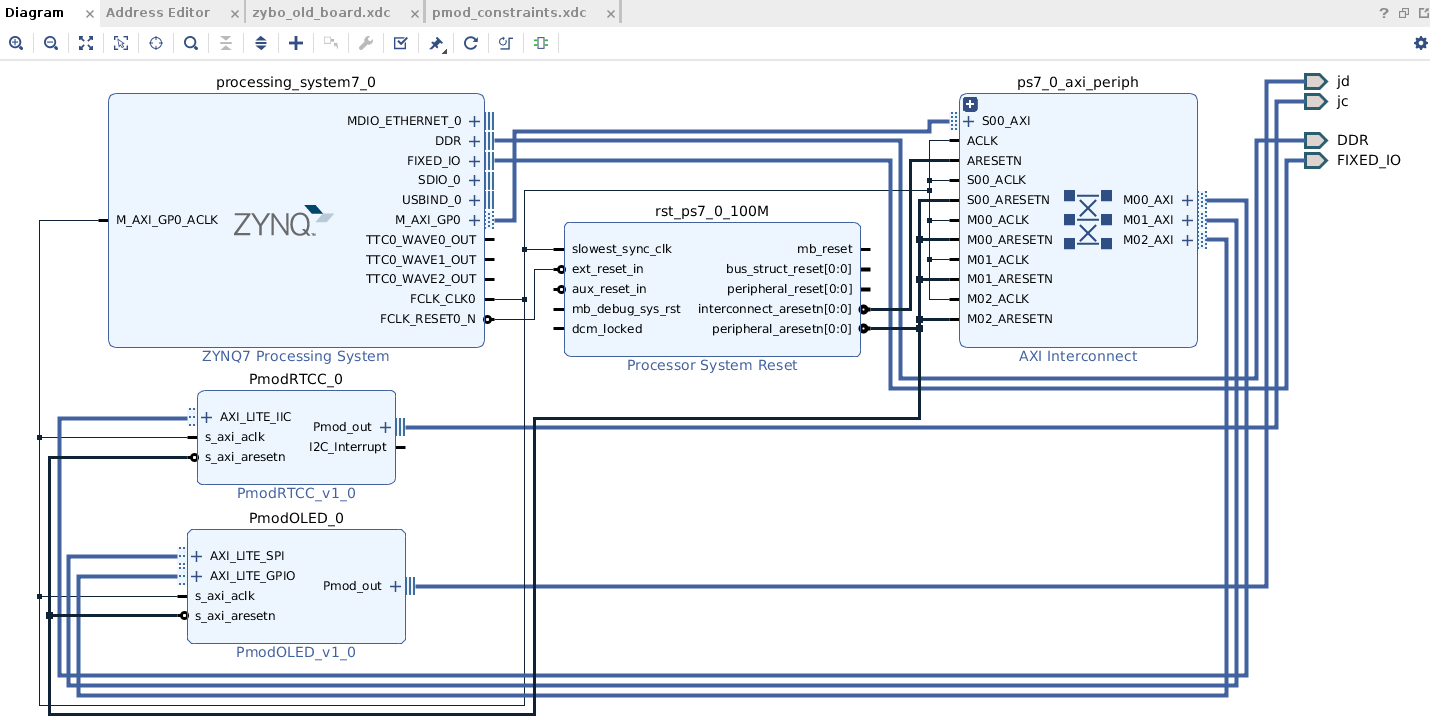 Diagram
Address Editor
zybo_old_board.xdc
pmod_constraints.xdc
processing_system7_0
MDIO_ETHERNET_0
DDR
FIXED_IO
SDIO_0
USBIND_0
M_AXI_GP0
M_AXI_GP0_ACLK
ZYNQ
TTC0_WAVE0_OUT
TTC0_WAVE1_OUT
TTC0_WAVE2_OUT
FCLK_CLK0
FCLK_RESET0_N
ZYNQ7 Processing System
rst_ps7_0_100M
slowest_sync_clk
ext_reset_in
aux_reset_in
mb_debug_sys_rst
dcm_locked
mb_reset
bus_struct_reset[0:0]
peripheral_reset[0:0]
interconnect_aresetn[0:0]
peripheral_aresetn[0:0]
Processor System Reset
ps7_0_axi_periph
S00_AXI
ACLK
ARESETN
S00_ACLK
S00_ARESETN
M00_ACLK
M00_ARESETN
M01_ACLK
M01_ARESETN
M02_ACLK
M02_ARESETN
M00_AXI
M01_AXI
M02_AXI
AXI Interconnect
jd
jc
DDR
FIXED_IO
PmodRTCC_0
AXI_LITE_IIC
s_axi_aclk
s_axi_aresetn
Pmod_out
I2C_Interrupt
PmodRTCC_v1_0
PmodOLED_0
AXI_LITE_SPI
AXI_LITE_GPIO
s_axi_aclk
s_axi_aresetn
Pmod_out
PmodOLED_v1_0